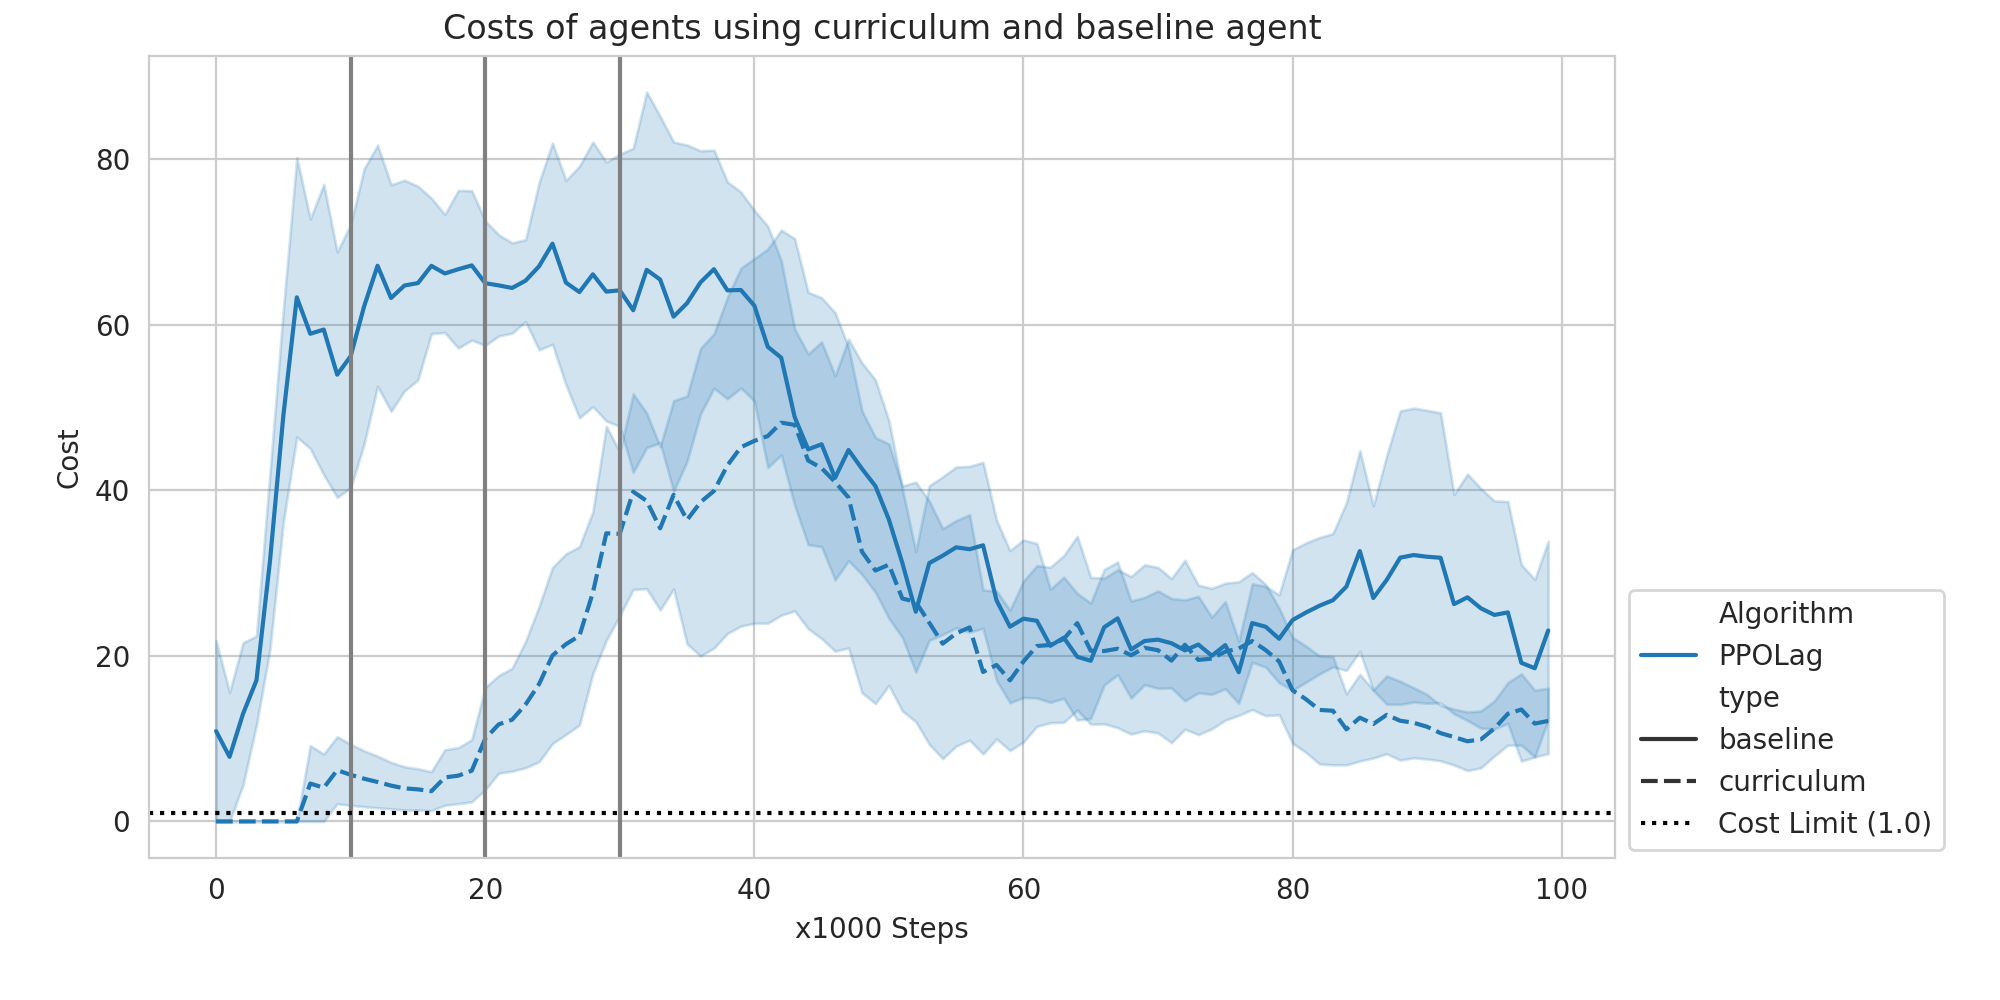 Costs of agents using curriculum and baseline agent
80
60
40
20
0
Cost
0 20 40 60 80 100
x1000 Steps
Algorithm
PPOLag
type
baseline
curriculum
Cost Limit (1.0)